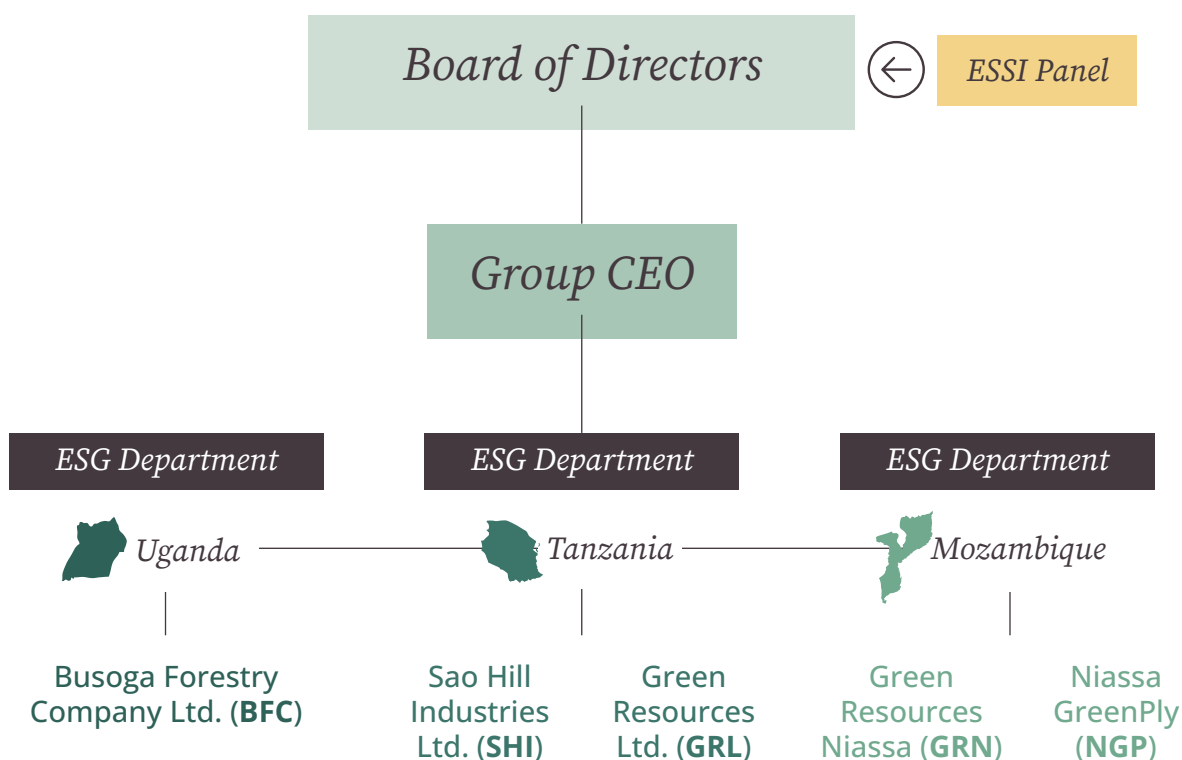 Board of Directors
ESSI Panel
Group CEO
ESG Department
ESG Department
ESG Department
Uganda
Tanzania
Mozambique
Busoga Forestry
Company Ltd. (BFC)
Sao Hill
Industries
Ltd. (SHI)
Green
Resources
Ltd. (GRL)
Green
Resources
Niassa (GRN)
Niassa
GreenPly
(NGP)